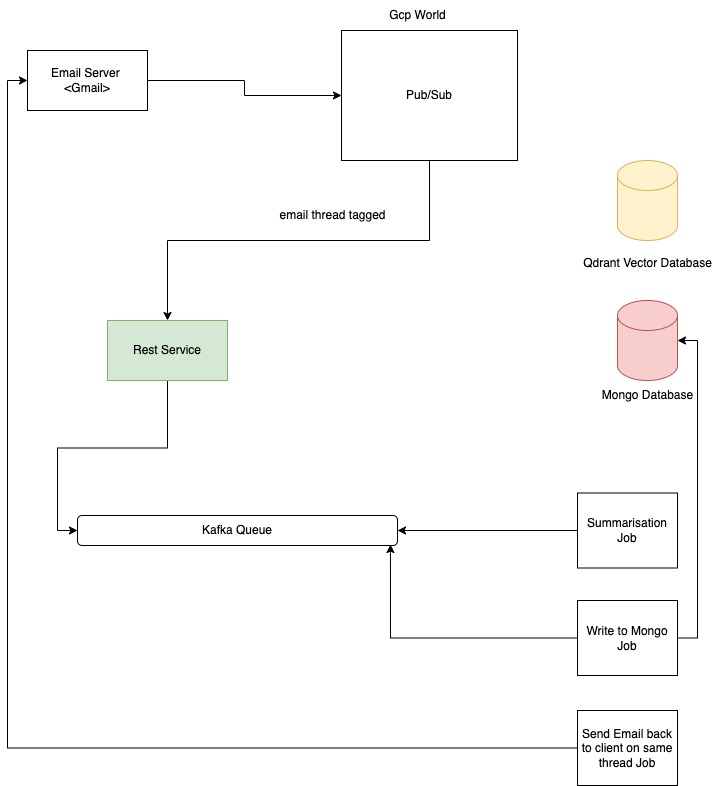 Gcp World
Email Server
<Gmail>
Pub/Sub
email thread tagged
Qdrant Vector Database
Rest Service
Mongo Database
Kafka Queue
Summarisation
Job
Write to Mongo
Job
Send Email back
to client on same
thread Job